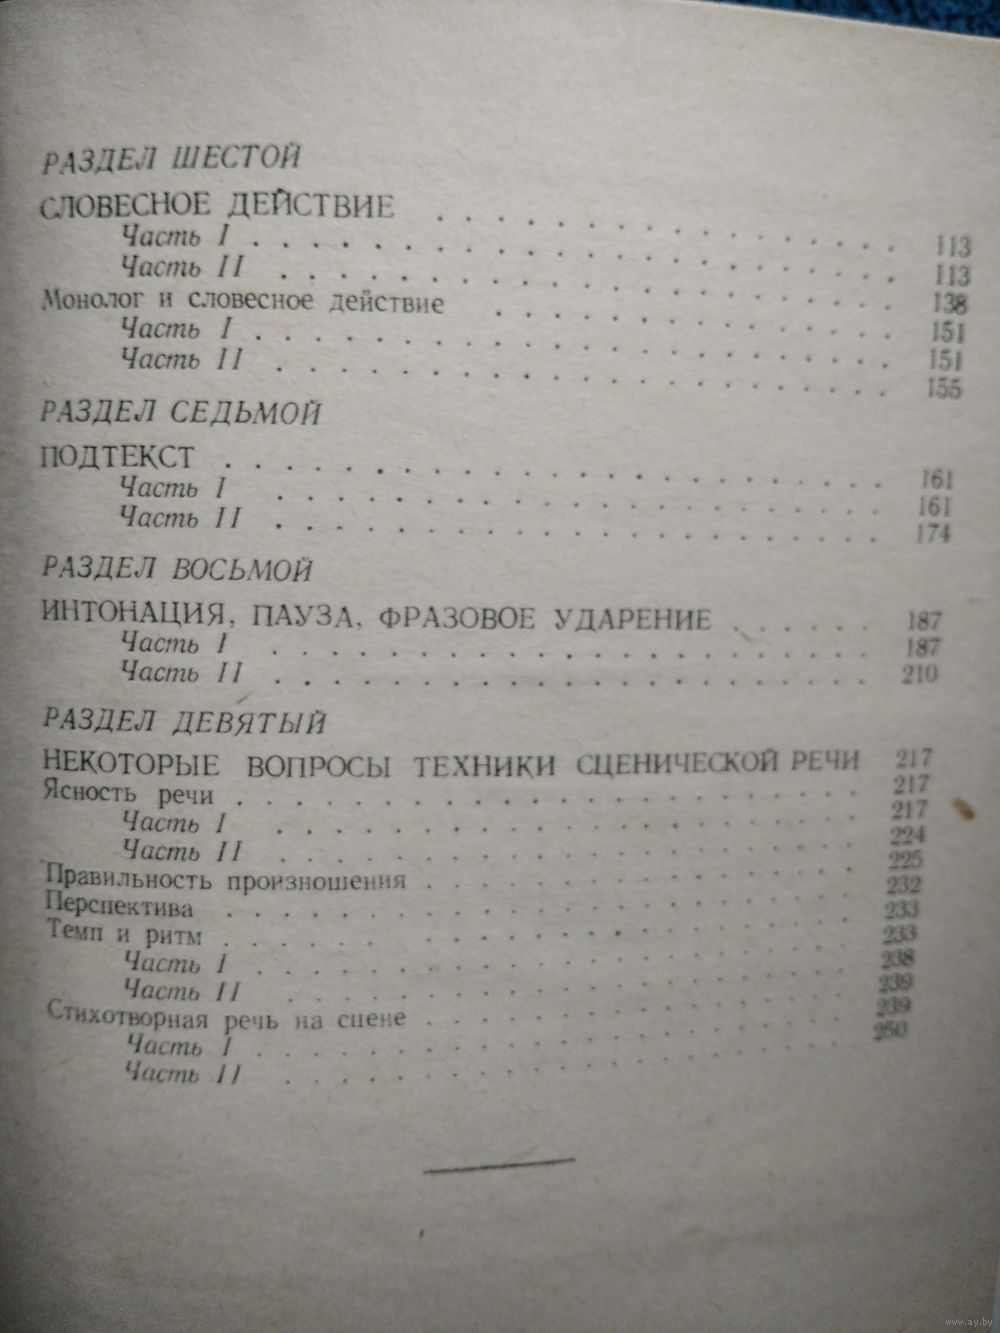 РАЗДЕЛ ШЕСТОЙ
СЛОВЕСНОЕ ДЕЙСТВИЕ . . . . . . . . . . . . . . . 113
Часть I . . . . . . . . . . . . . . . . . . . . . 113
Часть II . . . . . . . . . . . . . . . . . . . . . 138
Монолог и словесное действие . . . . . . . . . . . . . 151
Часть I . . . . . . . . . . . . . . . . . . . . . 151
Часть II . . . . . . . . . . . . . . . . . . . . . 155
РАЗДЕЛ СЕДЬМОЙ
ПОДТЕКСТ . . . . . . . . . . . . . . . . . . . . . 161
Часть I . . . . . . . . . . . . . . . . . . . . . 161
Часть II . . . . . . . . . . . . . . . . . . . . . 174
РАЗДЕЛ ВОСЬМОЙ
ИНТОНАЦИЯ, ПАУЗА, ФРАЗОВОЕ УДАРЕНИЕ . . . . . . 187
Часть I . . . . . . . . . . . . . . . . . . . . . 187
Часть II . . . . . . . . . . . . . . . . . . . . . 210
РАЗДЕЛ ДЕВЯТЫЙ
НЕКОТОРЫЕ ВОПРОСЫ ТЕХНИКИ СЦЕНИЧЕСКОЙ РЕЧИ 217
Ясность речи . . . . . . . . . . . . . . . . . . . . . 217
Часть I . . . . . . . . . . . . . . . . . . . . . 217
Часть II . . . . . . . . . . . . . . . . . . . . . 224
Правильность произношения . . . . . . . . . . . . . . . 225
Перспектива . . . . . . . . . . . . . . . . . . . . . 232
Темп и ритм . . . . . . . . . . . . . . . . . . . . . 233
Часть I . . . . . . . . . . . . . . . . . . . . . 233
Часть II . . . . . . . . . . . . . . . . . . . . . 238
Стихотворная речь на сцене . . . . . . . . . . . . . . . 239
Часть I . . . . . . . . . . . . . . . . . . . . . 239
Часть II . . . . . . . . . . . . . . . . . . . . . 250
www.ay.by